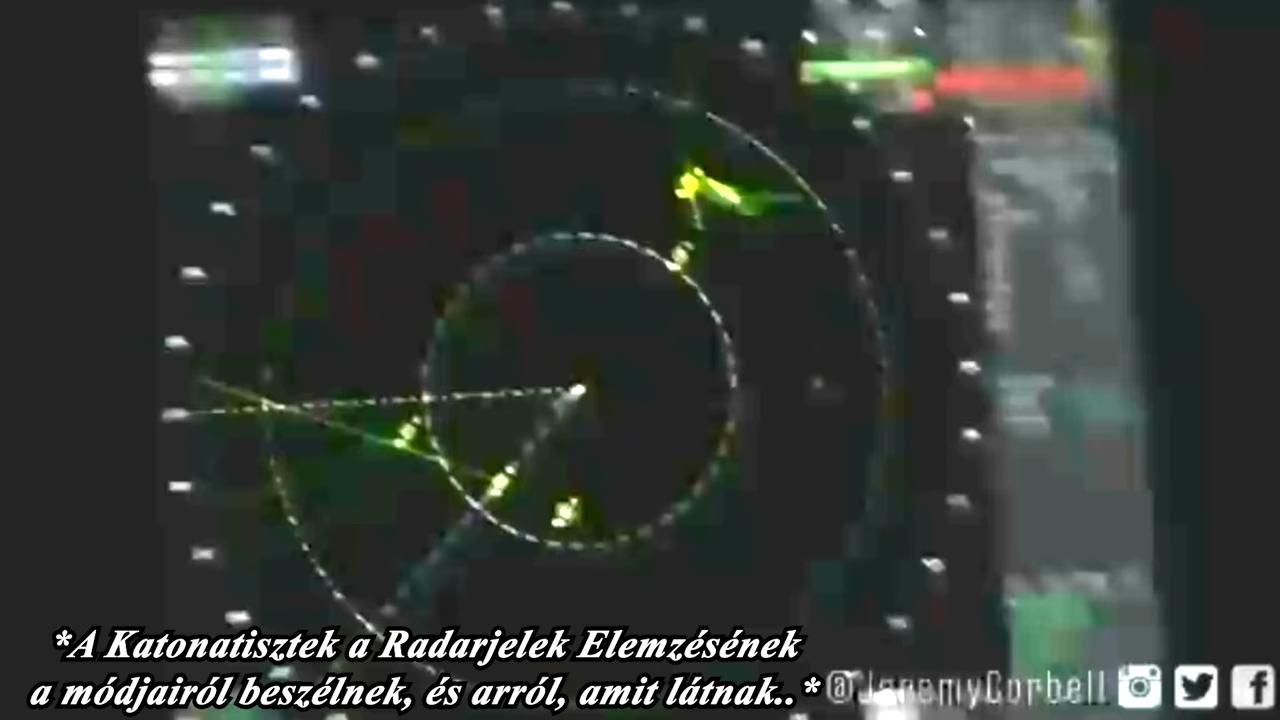 *A Katonatisztek a Radarjelek Elemzésének
a módjairól beszélnek, és arról, amit látnak..*
@JeremyCorbell